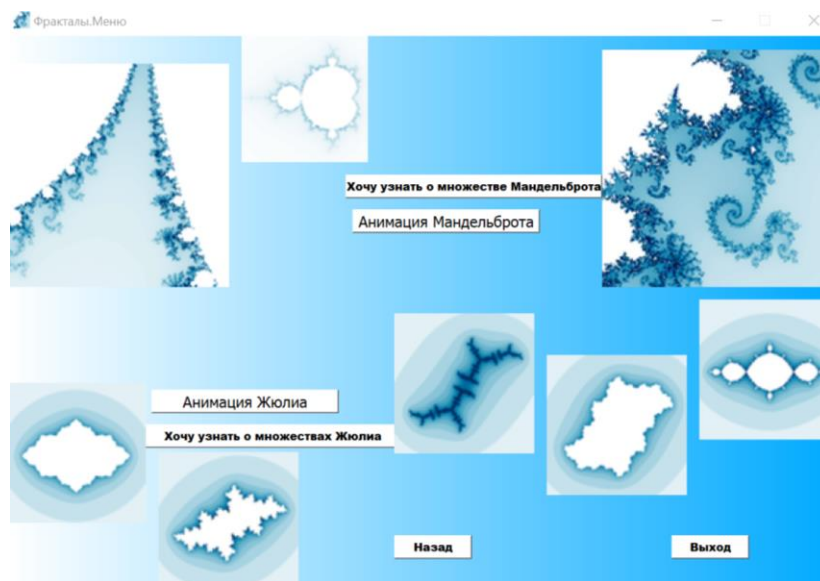 Фракталы.Меню
Хочу узнать о множестве Мандельброта
Анимация Мандельброта
Анимация Жюлиа
Хочу узнать о множествах Жюлиа
Назад
Выход